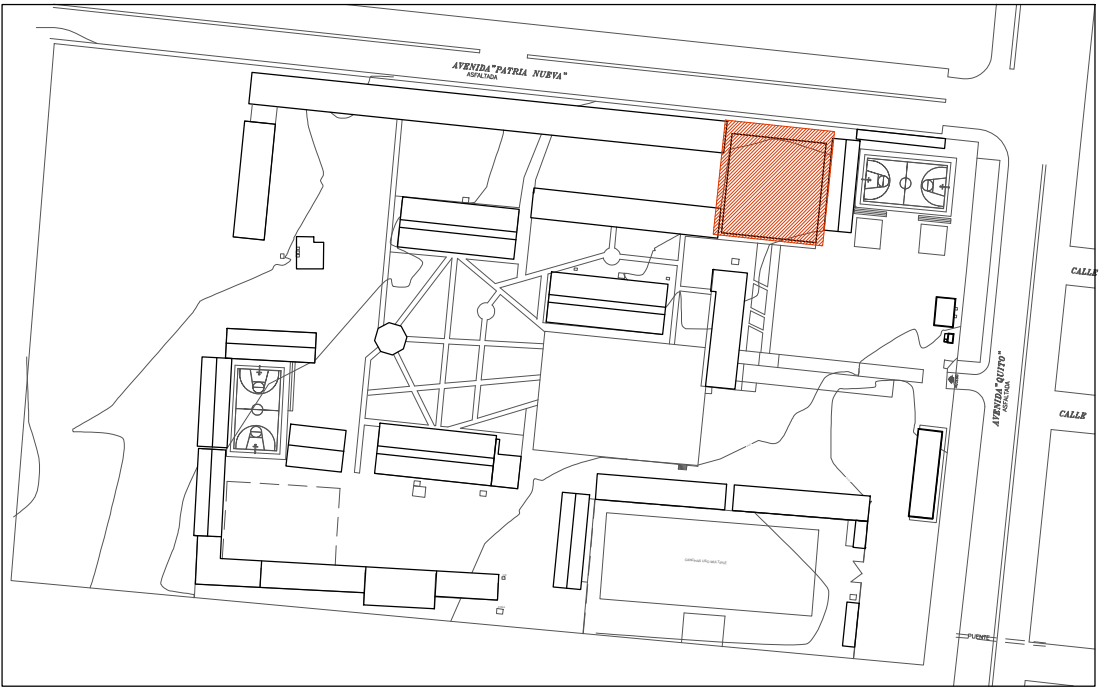 AVENIDA "PATRIA NUEVA"
ASFALTADA
CALLE
AVENIDA "QUITO"
ASFALTADA
CALLE
PUENTE